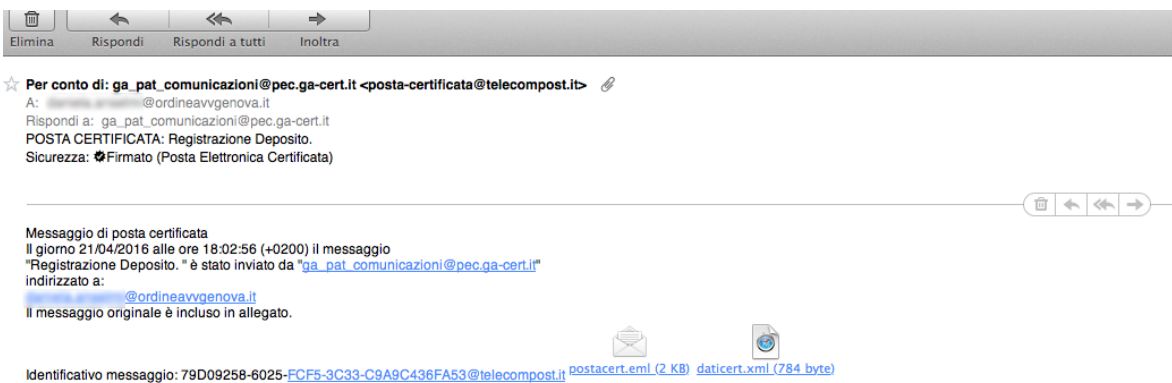 Elimina Rispondi Rispondi a tutti Inoltra
Per conto di: ga_pat_comunicazioni@pec.ga-cert.it <posta-certificata@telecompost.it>
A: @ordineavvgenova.it
Rispondi a: ga_pat_comunicazioni@pec.ga-cert.it
POSTA CERTIFICATA: Registrazione Deposito.
Sicurezza: Firmato (Posta Elettronica Certificata)
Messaggio di posta certificata
Il giorno 21/04/2016 alle ore 18:02:56 (+0200) il messaggio
"Registrazione Deposito. " è stato inviato da "ga_pat_comunicazioni@pec.ga-cert.it"
indirizzato a:
@ordineavvgenova.it
Il messaggio originale è incluso in allegato.
Identificativo messaggio: 79D09258-6025-FCF5-3C33-C9A9C436FA53@telecompost.it postacert.eml (2 KB) daticert.xml (784 byte)